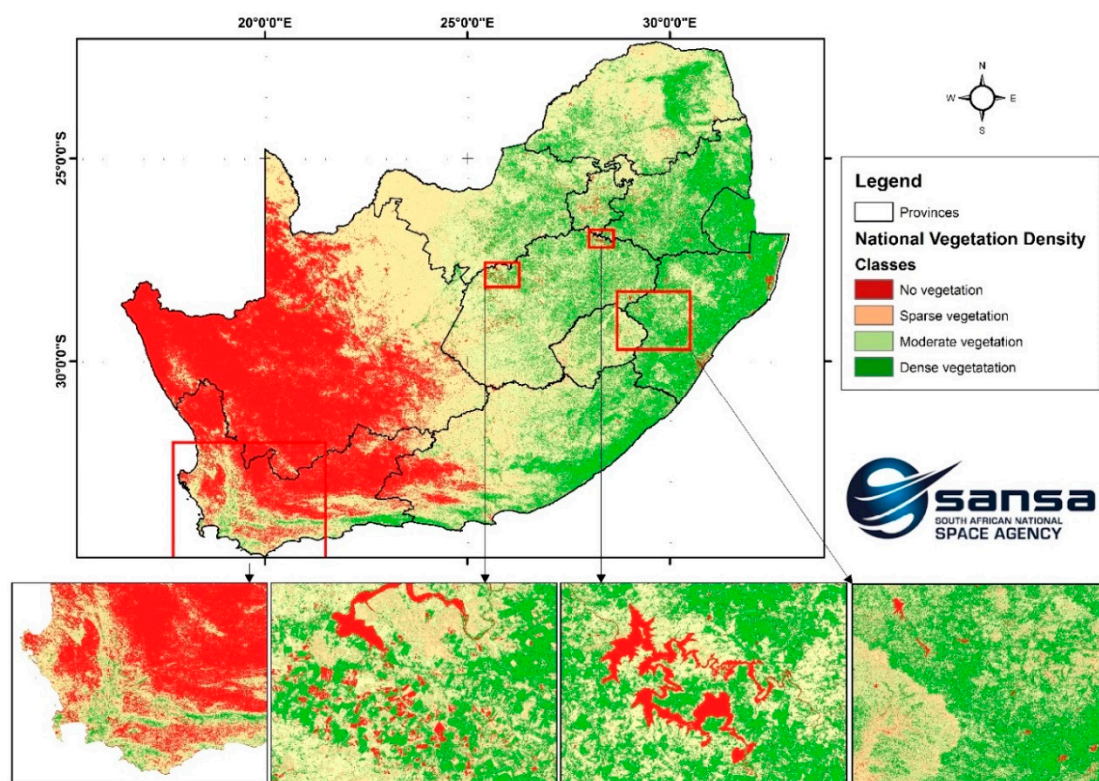 20°0'0"E 25°0'0"E 30°0'0"E
25°0'0"S
30°0'0"S
N
W E
S
Legend
Provinces
National Vegetation Density
Classes
No vegetation
Sparse vegetation
Moderate vegetation
Dense vegetatation
sansa
SOUTH AFRICAN NATIONAL
SPACE AGENCY